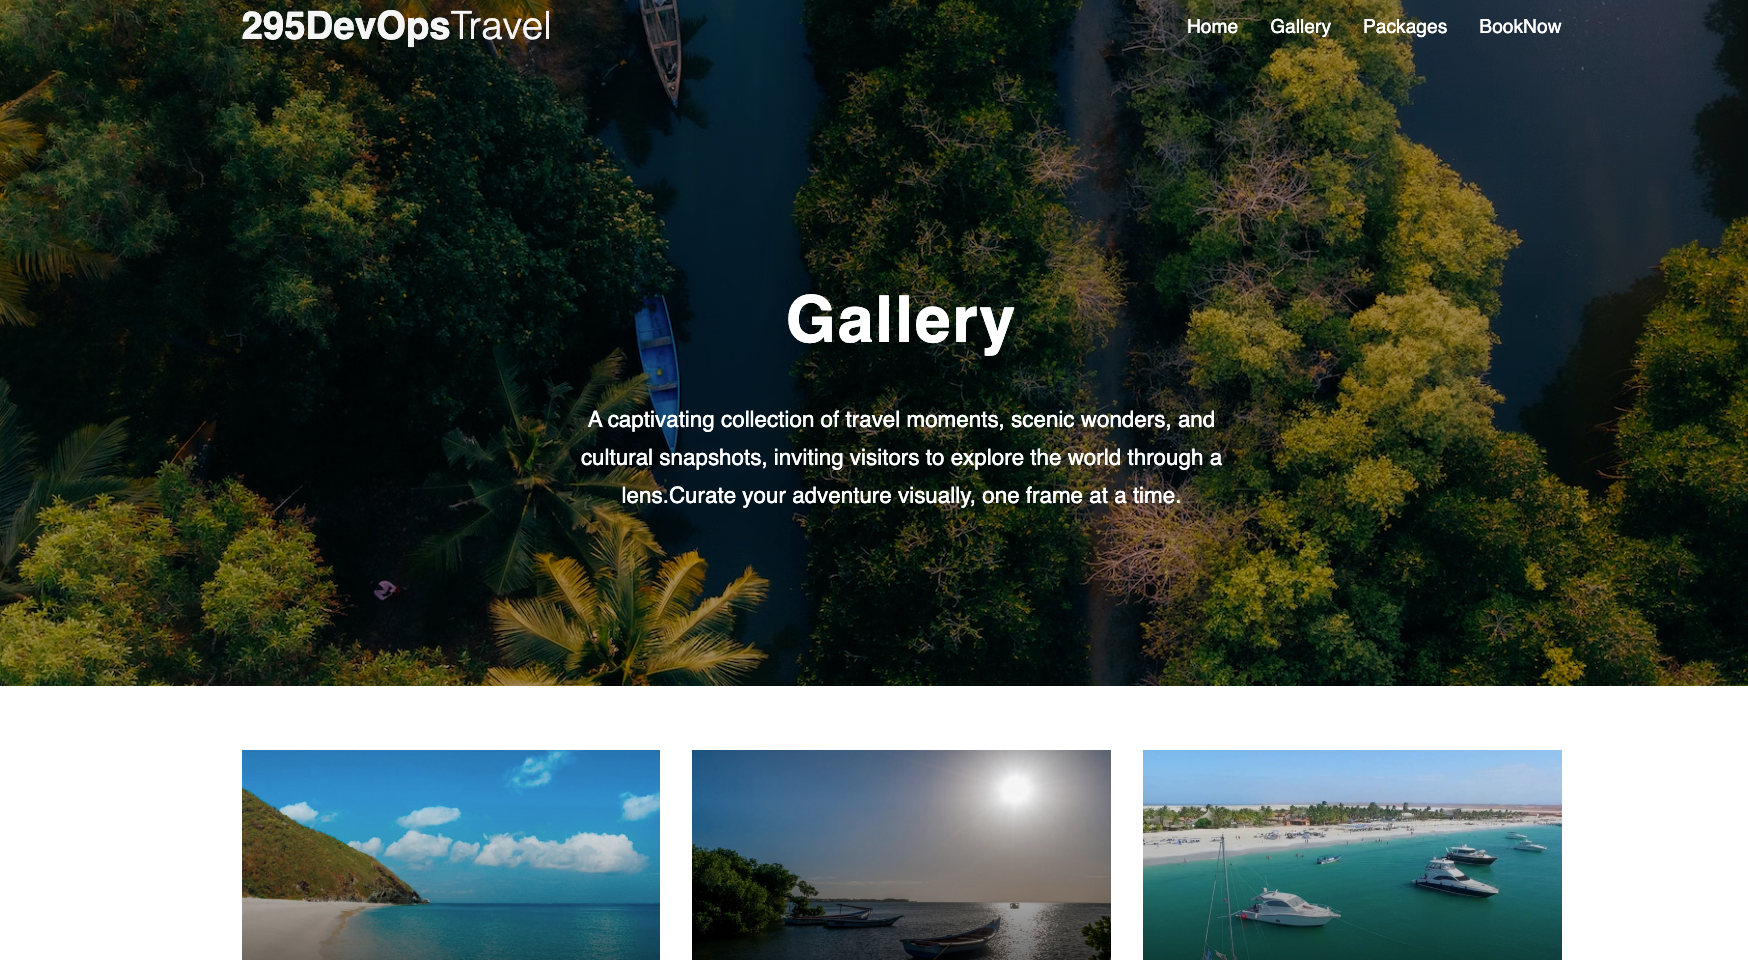 295DevOpsTravel
Home Gallery Packages BookNow
Gallery
A captivating collection of travel moments, scenic wonders, and
cultural snapshots, inviting visitors to explore the world through a
lens.Curate your adventure visually, one frame at a time.